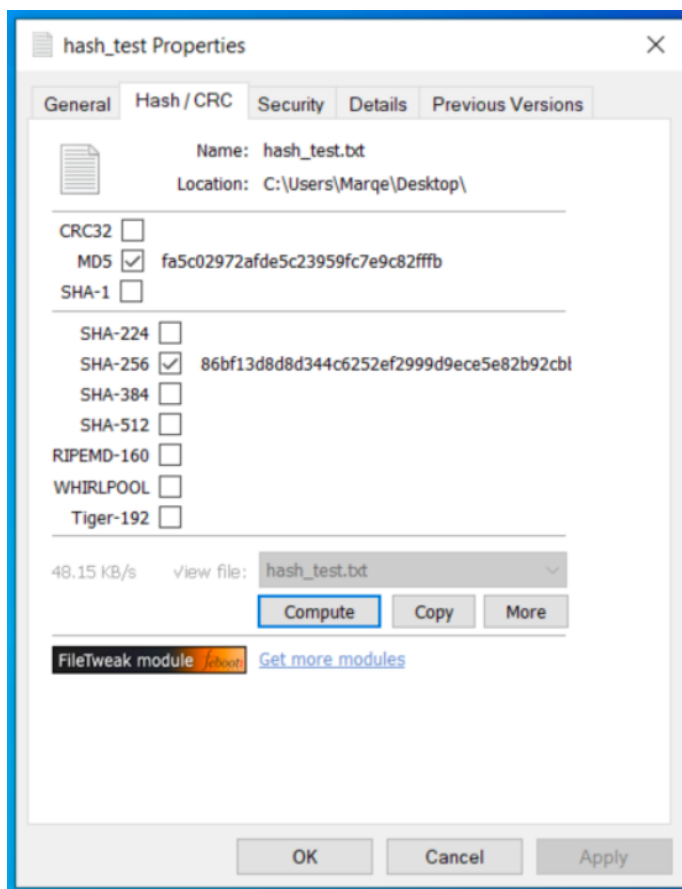 hash_test Properties
General Hash / CRC Security Details Previous Versions
Name: hash_test.txt
Location: C:\Users\Marqe\Desktop\
CRC32
MD5 fa5c02972afde5c23959fc7e9c82fffb
SHA-1
SHA-224
SHA-256 86bf13d8d8d344c6252ef2999d9ece5e82b92cbb
SHA-384
SHA-512
RIPEMD-160
WHIRLPOOL
Tiger-192
48.15 KB/s view file: hash_test.txt
Compute Copy More
FileTweak module febooti Get more modules
OK Cancel Apply